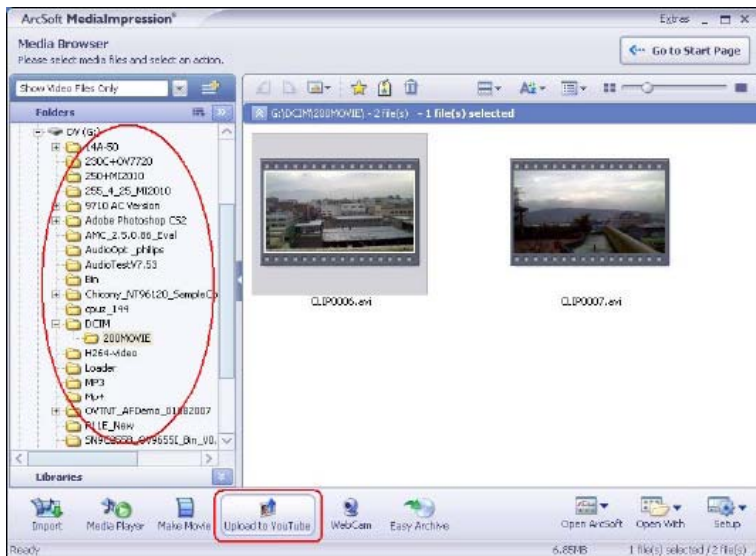 ArcSoft MediaImpression®
Extras
Media Browser
Please select media files and select an action.
Go to Start Page
Show Video Files Only
Folders
G:\DCIM\200MOVIE\ - 2 file(s) - 1 file(s) selected
DV (G:)
14A-50
230C+OV7720
250+MI2010
255_4_25_MI2010
9710 AC Version
Adobe Photoshop CS2
AMC_2.5.0.86_Eval
AudioOpt_philips
AudioTestV7.53
Bin
Chicony_NT96120_SampleCo
cpuz_144
DCIM
200MOVIE
H264-video
Loader
MP3
Mp4
OVTNT_AFDemo_01082007
CLIP0006.avi
CLIP0007.avi
Libraries
Import
Media Player
Make Movie
Upload to YouTube
WebCam
Easy Archive
Open ArcSoft
Open With
Setup
Ready
6.85MB
1 file(s) selected / 2 file(s)